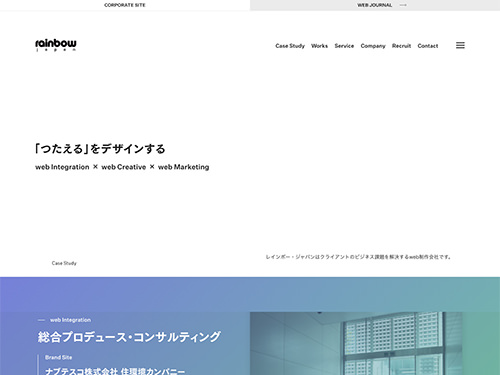 CORPORATE SITE
WEB JOURNAL
rainbow
japan
Case Study Works Service Company Recruit Contact
「つたえる」をデザインする
web Integration × web Creative × web Marketing
レインボー・ジャパンはクライアントのビジネス課題を解決するweb制作会社です。
Case Study
web Integration
総合プロデュース・コンサルティング
Brand Site
ナブテスコ株式会社 住環境カンパニー